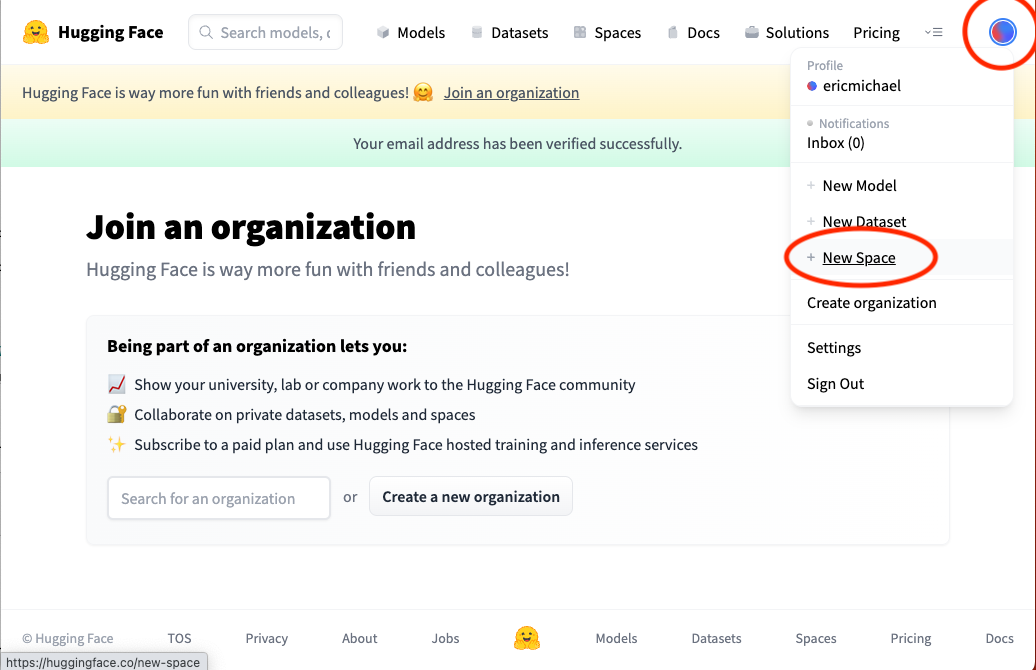 Hugging Face
Search models, d
Models
Datasets
Spaces
Docs
Solutions
Pricing
Hugging Face is way more fun with friends and colleagues! 🤗 Join an organization
Your email address has been verified successfully.
Profile
ericmichael
Notifications
Inbox (0)
+ New Model
+ New Dataset
+ New Space
Create organization
Settings
Sign Out
Join an organization
Hugging Face is way more fun with friends and colleagues!
Being part of an organization lets you:
📈 Show your university, lab or company work to the Hugging Face community
🔐 Collaborate on private datasets, models and spaces
✨ Subscribe to a paid plan and use Hugging Face hosted training and inference services
Search for an organization
or
Create a new organization
© Hugging Face
TOS
Privacy
About
Jobs
Models
Datasets
Spaces
Pricing
Docs
https://huggingface.co/new-space